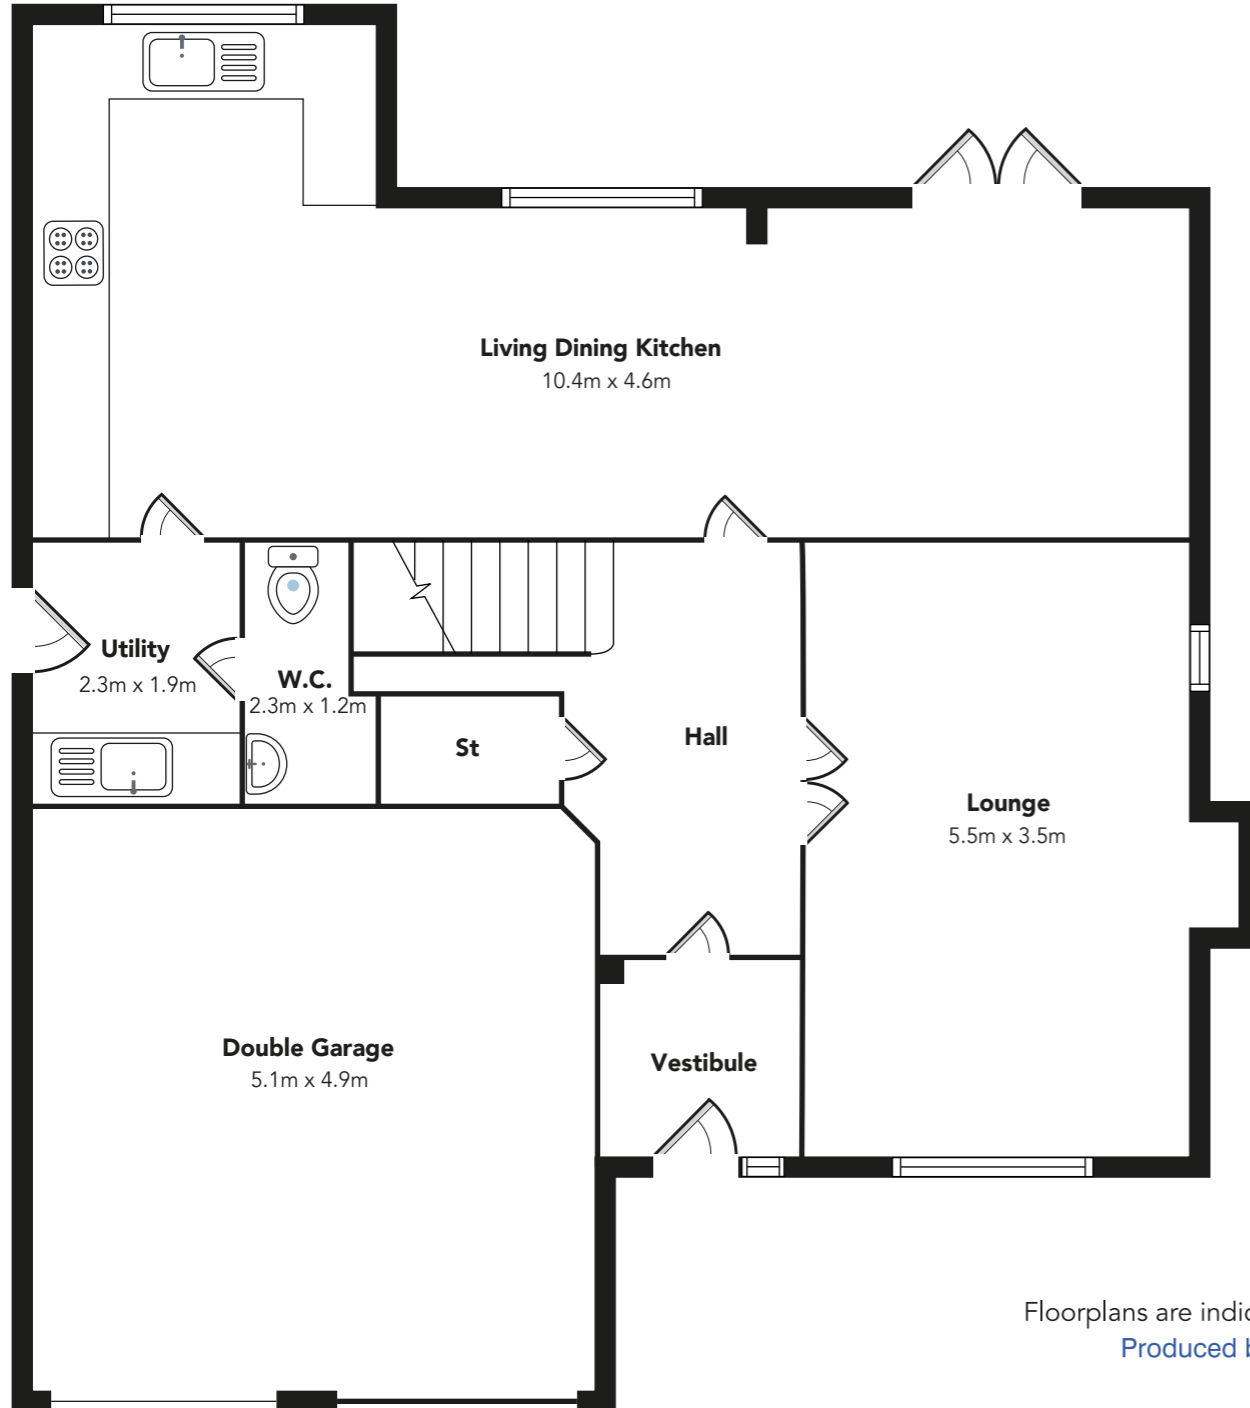 Living Dining Kitchen
10.4m x 4.6m
Utility
2.3m x 1.9m
W.C.
2.3m x 1.2m
St
Hall
Lounge
5.5m x 3.5m
Double Garage
5.1m x 4.9m
Vestibule
Floorplans are
Produced